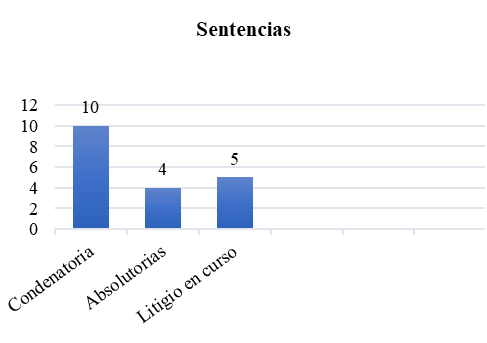 Sentencias
12
10
8
6
4
2
0
10
4
5
Condenatoria
Absolutorias
Litigio en curso